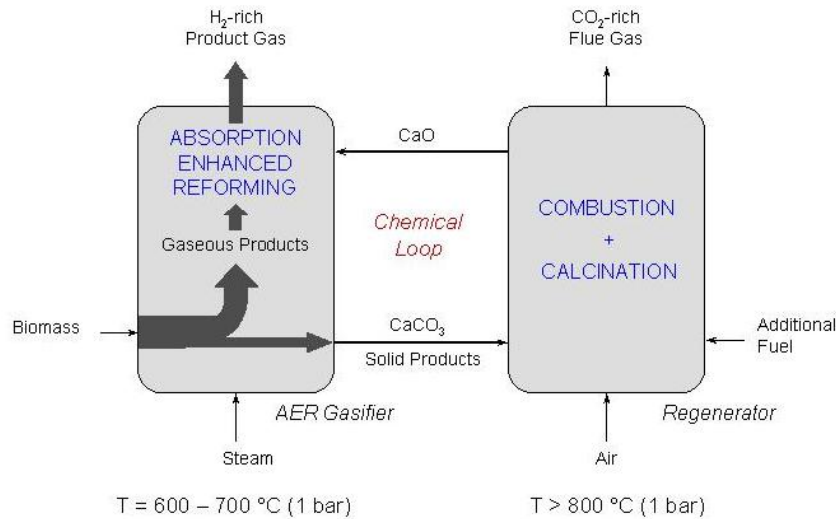 H₂-rich
Product Gas
CO₂-rich
Flue Gas
ABSORPTION
ENHANCED
REFORMING
CaO
Gaseous Products
Chemical
Loop
COMBUSTION
+
CALCINATION
Biomass
CaCO₃
Solid Products
Additional
Fuel
AER Gasifier
Regenerator
Steam
Air
T = 600 – 700 °C (1 bar)
T > 800 °C (1 bar)